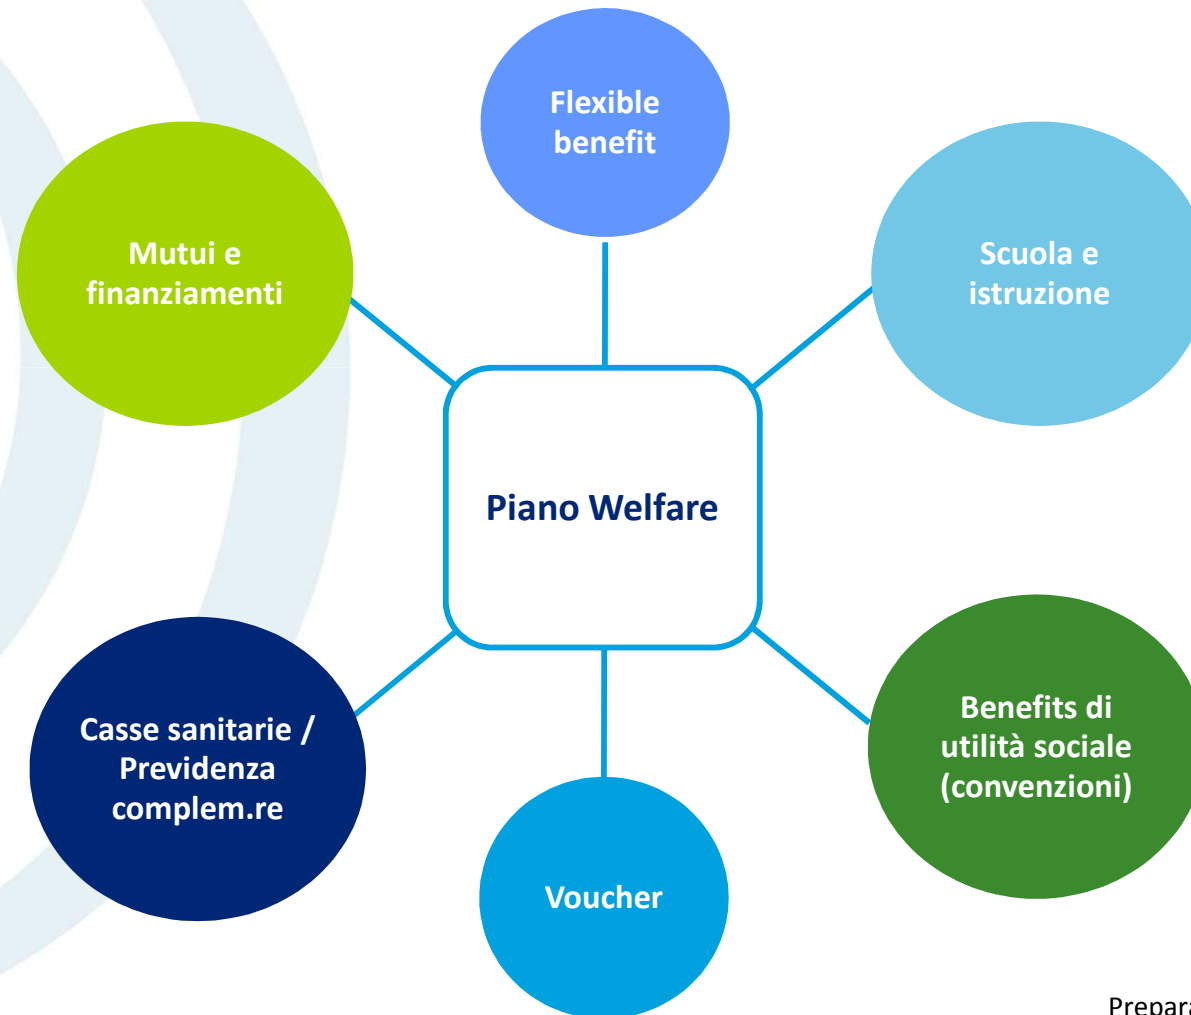 Flexible
benefit
Mutui e
finanziamenti
Scuola e
istruzione
Piano Welfare
Casse sanitarie /
Previdenza
complem.re
Benefits di
utilità sociale
(convenzioni)
Voucher
Prepara